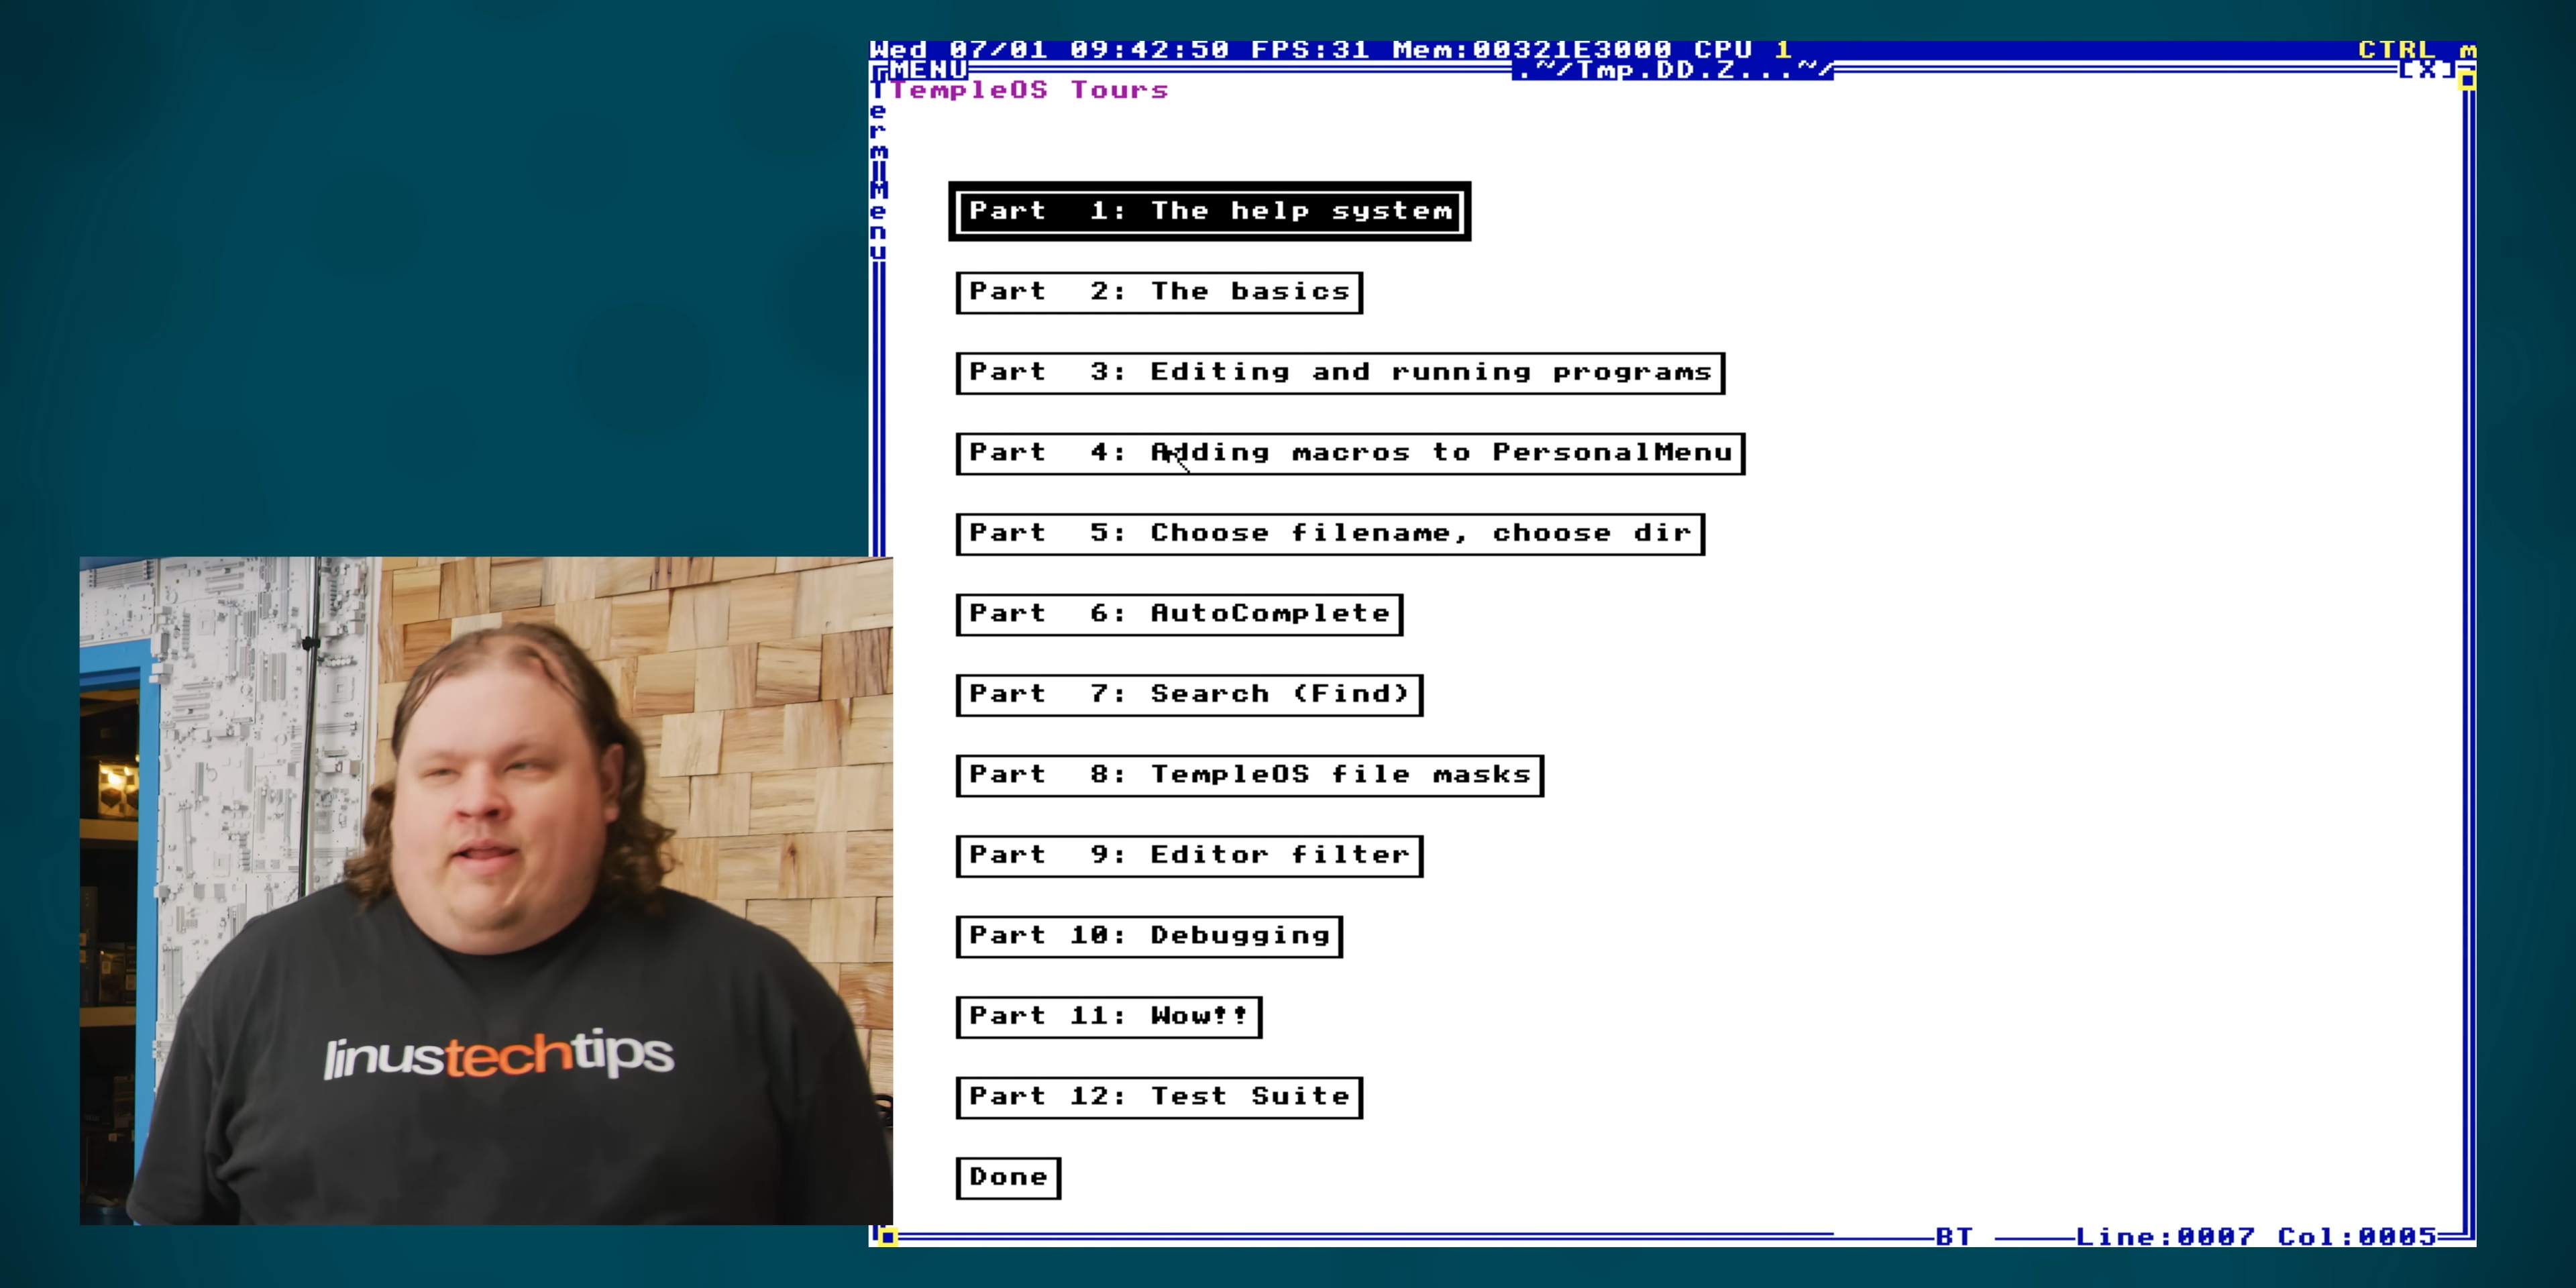 Wed 07/01 09:42:50 FPS:31 Mem:00321E3000 CPU 1 CTRL m
MENU .~/Tmp.DD.Z...~/ [X]
Term Menu
TempleOS Tours
Part 1: The help system
Part 2: The basics
Part 3: Editing and running programs
Part 4: Adding macros to PersonalMenu
Part 5: Choose filename, choose dir
Part 6: AutoComplete
Part 7: Search (Find)
Part 8: TempleOS file masks
Part 9: Editor filter
Part 10: Debugging
Part 11: Wow!!
Part 12: Test Suite
Done
BT Line:0007 Col:0005
linustechtips